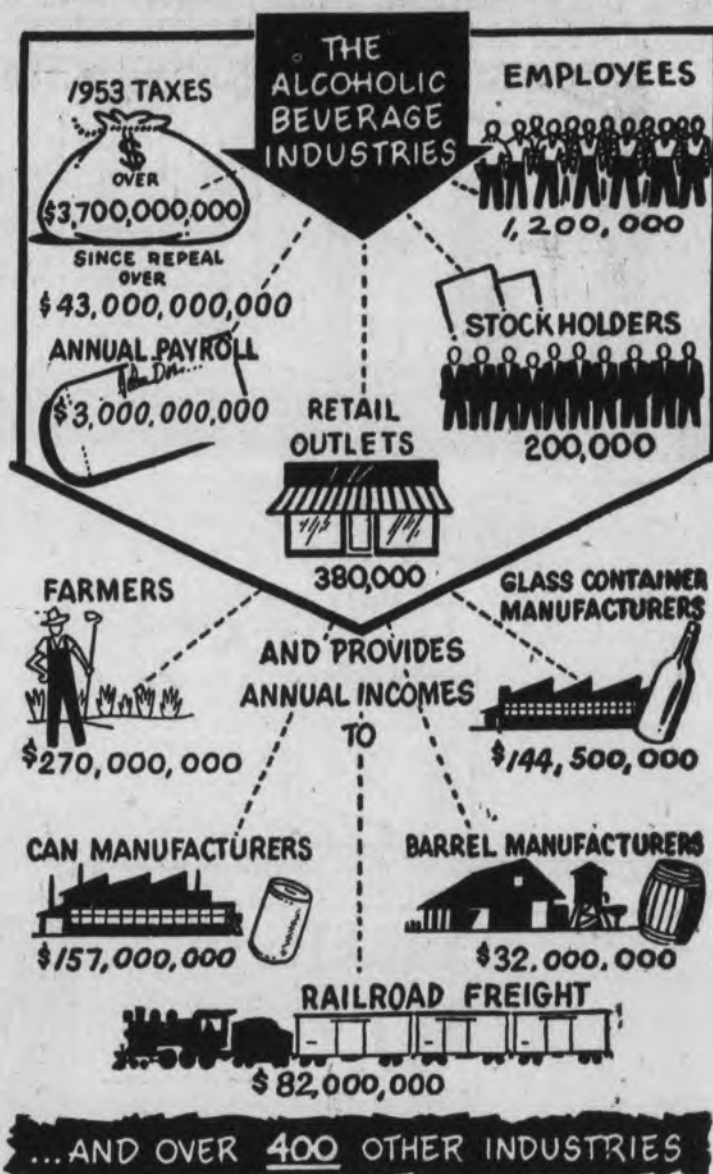 THE
ALCOHOLIC
BEVERAGE
INDUSTRIES
1953 TAXES
$
OVER
$3,700,000,000
SINCE REPEAL
OVER
$43,000,000,000
ANNUAL PAYROLL
$3,000,000,000
EMPLOYEES
1,200,000
STOCKHOLDERS
200,000
RETAIL
OUTLETS
380,000
AND PROVIDES
ANNUAL INCOMES
TO
FARMERS
$270,000,000
GLASS CONTAINER
MANUFACTURERS
$144,500,000
CAN MANUFACTURERS
$157,000,000
BARREL MANUFACTURERS
$32,000,000
RAILROAD FREIGHT
$82,000,000
...AND OVER 400 OTHER INDUSTRIES